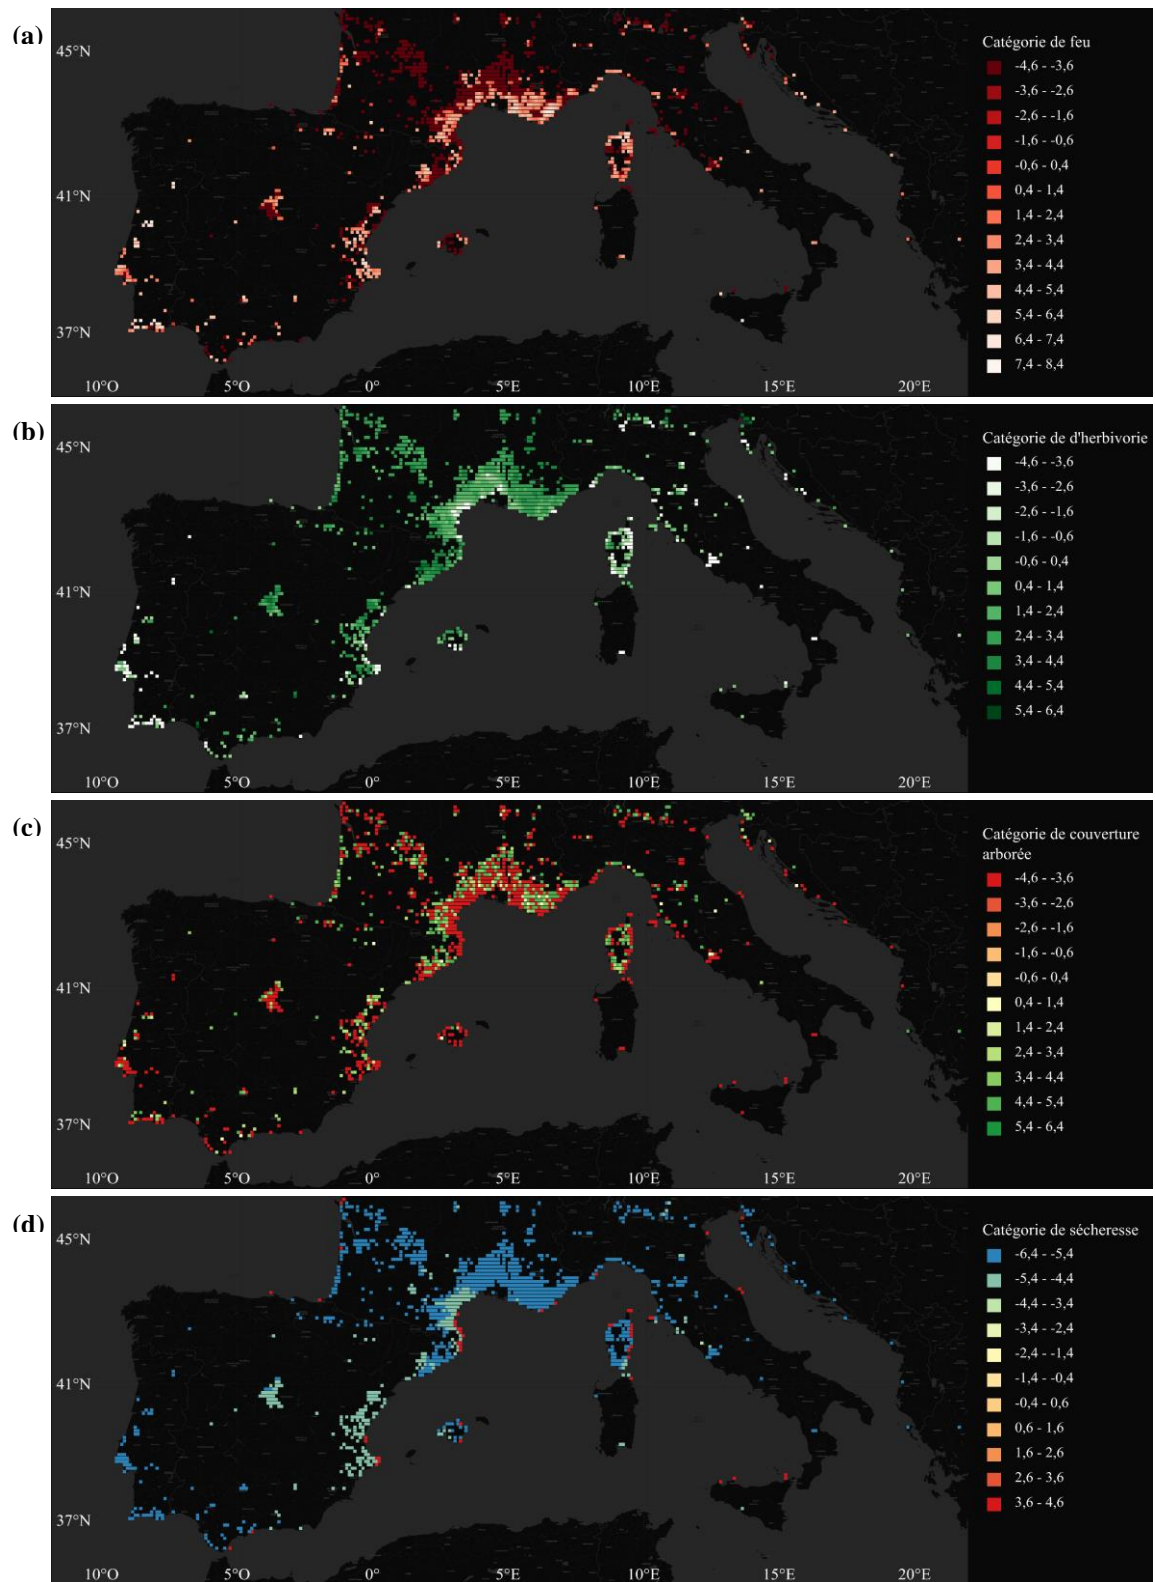 (a)
45°N
41°N
37°N
10°O
5°O
0°
5°E
10°E
15°E
20°E
Catégorie de feu
-4,6 - -3,6
-3,6 - -2,6
-2,6 - -1,6
-1,6 - -0,6
-0,6 - 0,4
0,4 - 1,4
1,4 - 2,4
2,4 - 3,4
3,4 - 4,4
4,4 - 5,4
5,4 - 6,4
6,4 - 7,4
7,4 - 8,4
(b)
45°N
41°N
37°N
10°O
5°O
0°
5°E
10°E
15°E
20°E
Catégorie de d'herbivorie
-4,6 - -3,6
-3,6 - -2,6
-2,6 - -1,6
-1,6 - -0,6
-0,6 - 0,4
0,4 - 1,4
1,4 - 2,4
2,4 - 3,4
3,4 - 4,4
4,4 - 5,4
5,4 - 6,4
(c)
45°N
41°N
37°N
10°O
5°O
0°
5°E
10°E
15°E
20°E
Catégorie de couverture
arborée
-4,6 - -3,6
-3,6 - -2,6
-2,6 - -1,6
-1,6 - -0,6
-0,6 - 0,4
0,4 - 1,4
1,4 - 2,4
2,4 - 3,4
3,4 - 4,4
4,4 - 5,4
5,4 - 6,4
(d)
45°N
41°N
37°N
10°O
5°O
0°
5°E
10°E
15°E
20°E
Catégorie de sécheresse
-6,4 - -5,4
-5,4 - -4,4
-4,4 - -3,4
-3,4 - -2,4
-2,4 - -1,4
-1,4 - -0,4
-0,4 - 0,6
0,6 - 1,6
1,6 - 2,6
2,6 - 3,6
3,6 - 4,6